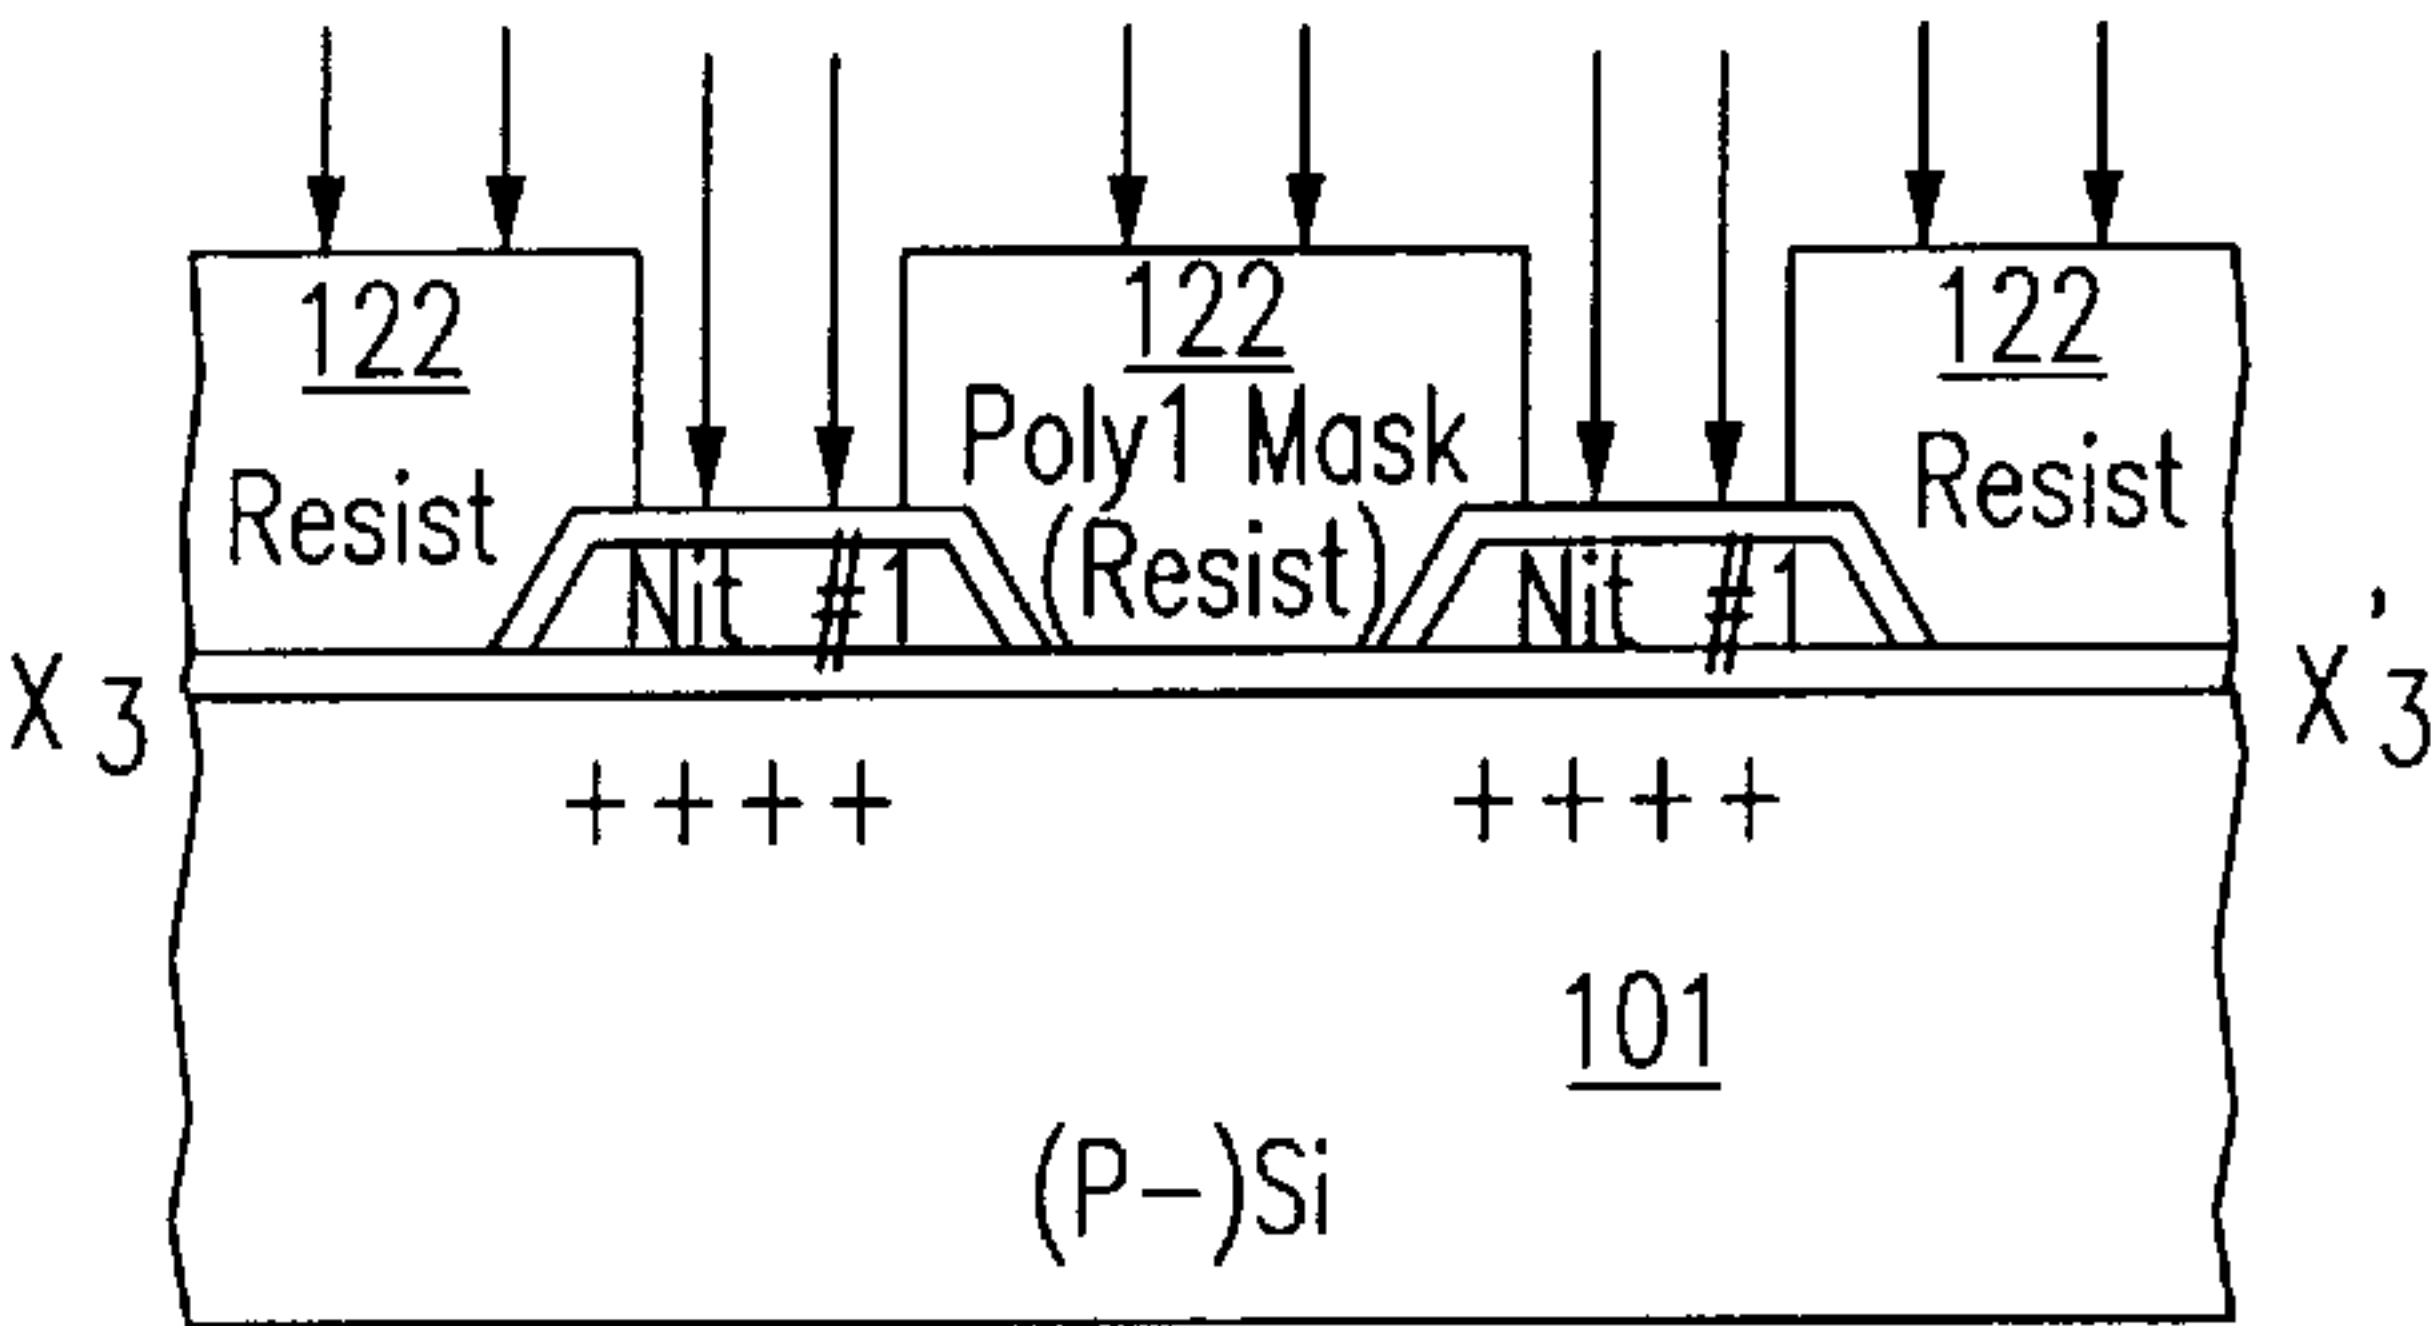 122
Resist
122
Poly1 Mask
(Resist)
122
Resist
Nit #1
Nit #1
X3
X'3
++++
++++
101
(P-)Si